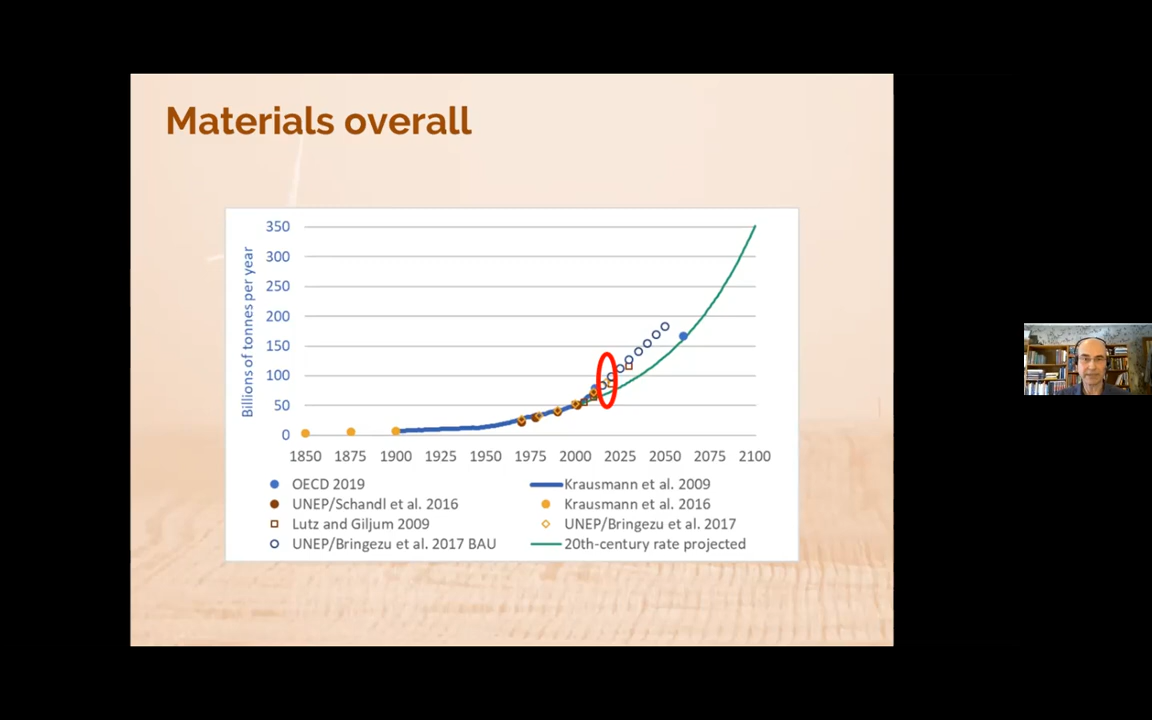 Materials overall
Billions of tonnes per year
350
300
250
200
150
100
50
0
1850 1875 1900 1925 1950 1975 2000 2025 2050 2075 2100
OECD 2019 Krausmann et al. 2009
UNEP/Schandl et al. 2016 Krausmann et al. 2016
Lutz and Giljum 2009 UNEP/Bringezu et al. 2017
UNEP/Bringezu et al. 2017 BAU 20th-century rate projected